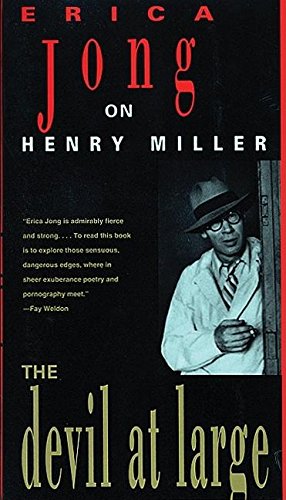 ERICA
Jong
ON
HENRY MILLER
"Erica Jong is admirably fierce
and strong. . . . To read this book
is to explore those sensuous,
dangerous edges, where in
sheer exuberance poetry and
pornography meet."
—Fay Weldon
THE
devil at large